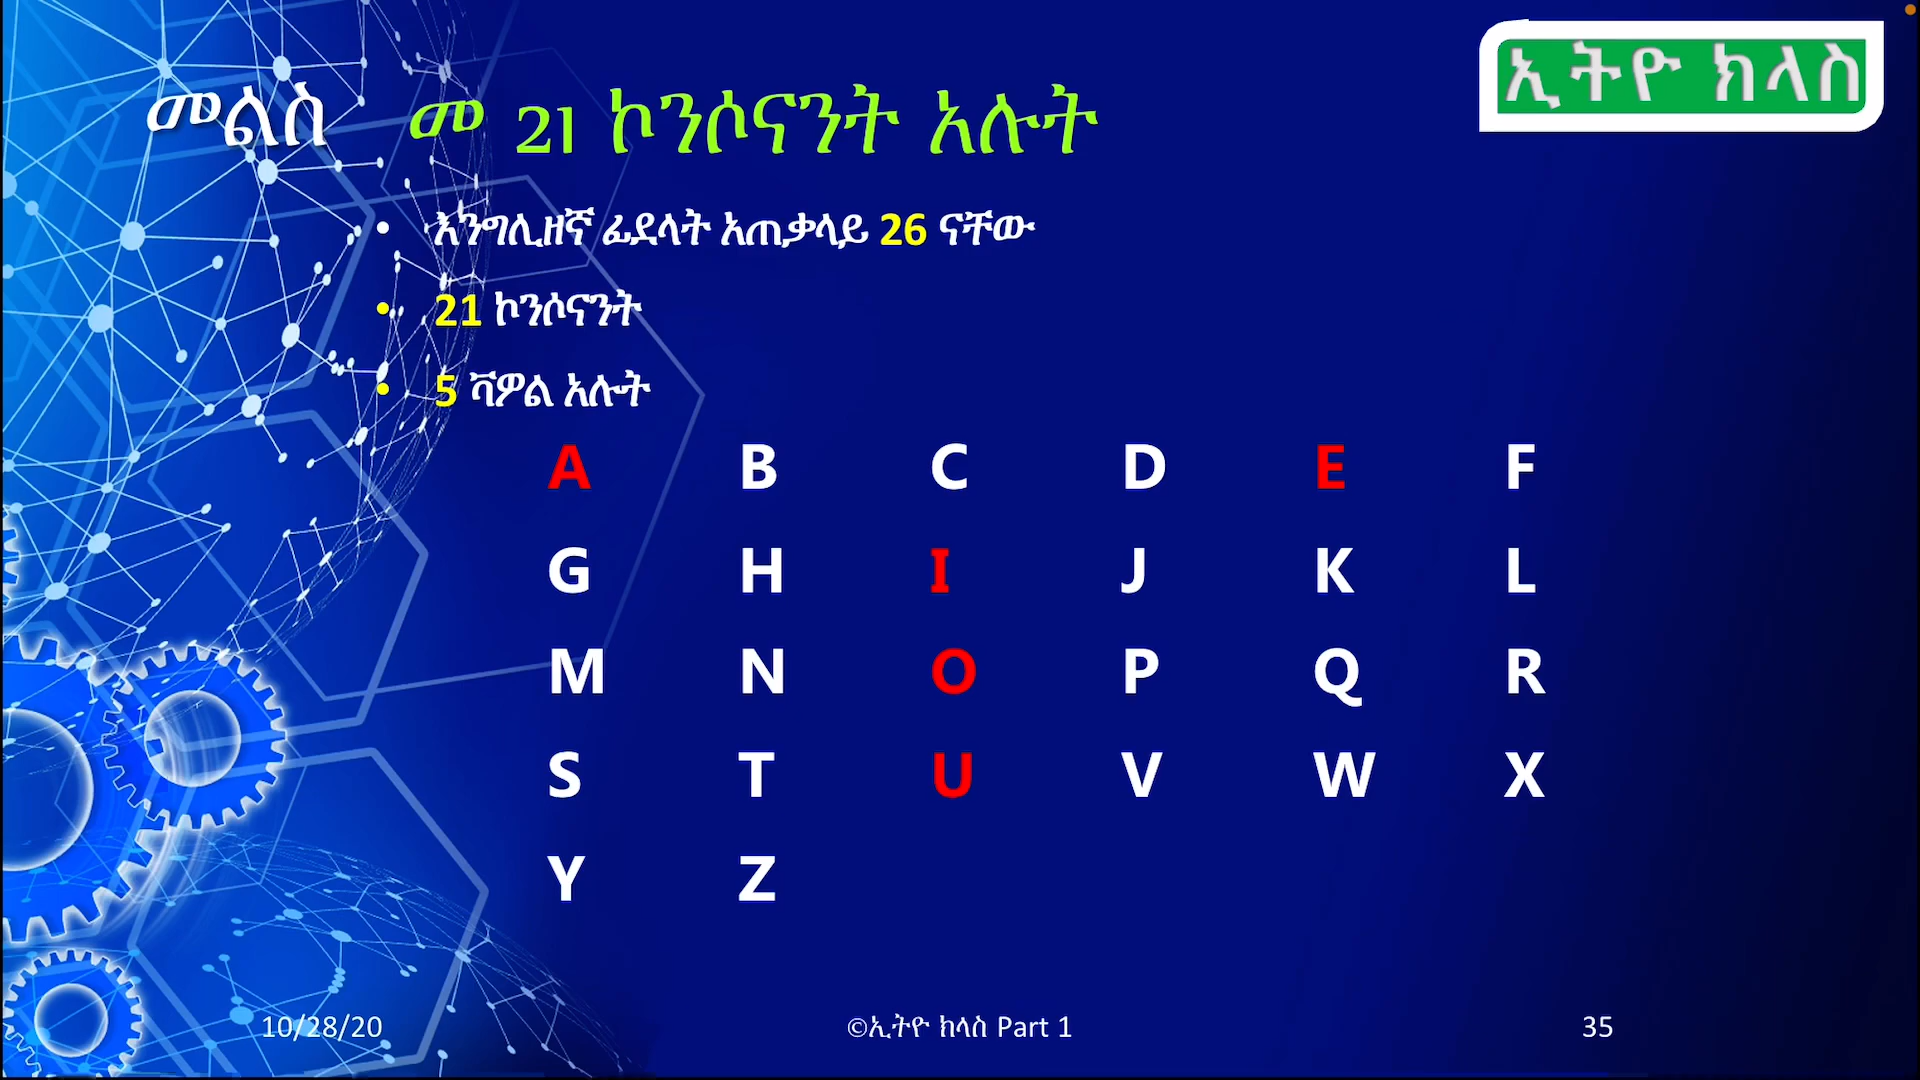 ኢትዮ ክላስ
መልስ መ 21 ኮንሶናንት አሉት
• እንግሊዘኛ ፊደላት አጠቃላይ 26 ናቸው
• 21 ኮንሶናንት
• 5 ቫዎል አሉት
A B C D E F
G H I J K L
M N O P Q R
S T U V W X
Y Z
10/28/20 ©ኢትዮ ክላስ Part 1 35